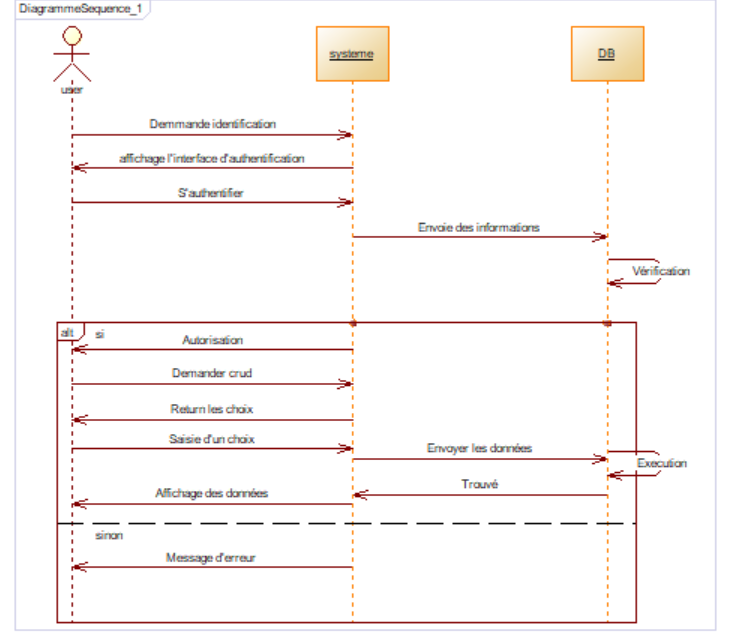 DiagrammeSequence_1
systeme
DB
user
Demmande identification
affichage l'interface d'authentification
S'authentifier
Envoie des informations
Vérification
alt
si
Autorisation
Demander crud
Return les choix
Saisie d'un choix
Envoyer les données
Execution
Trouvé
Affichage des données
sinon
Message d'erreur